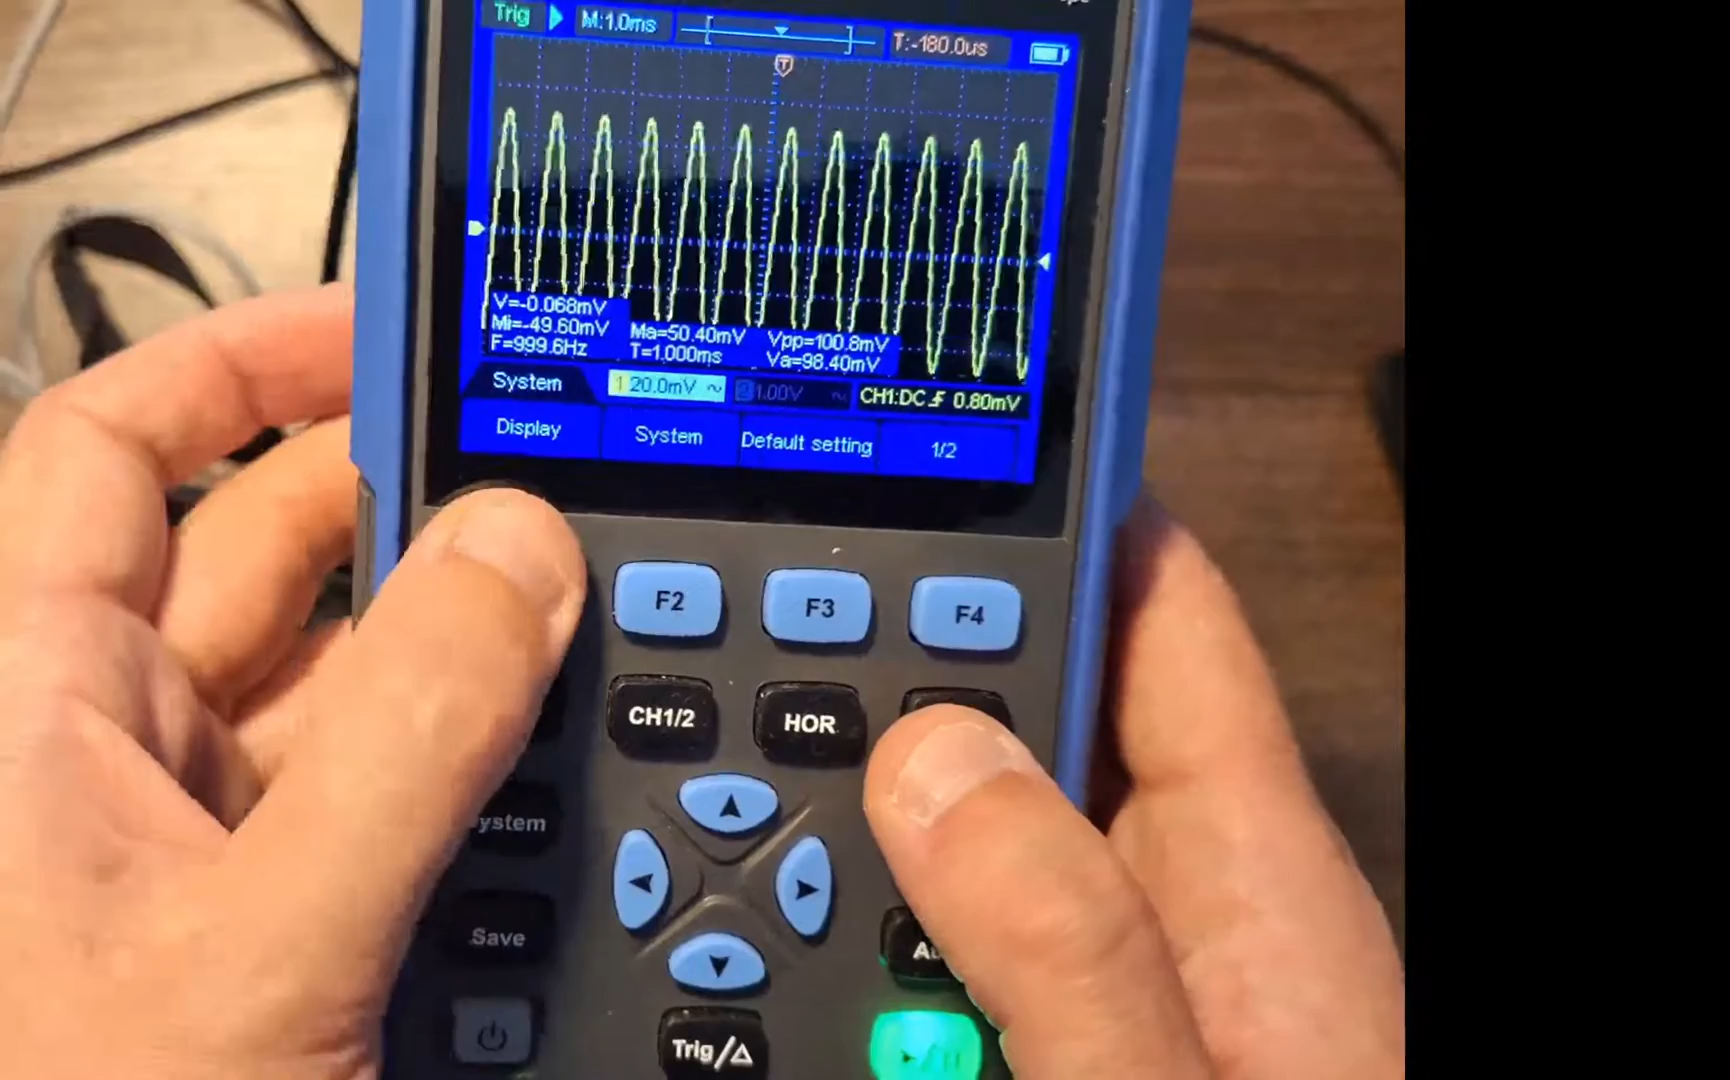 Trig M:1.0ms T:-180.0us
T
V=-0.068mV
Mi=-49.60mV Ma=50.40mV Vpp=100.8mV
F=999.6Hz T=1.000ms Va=98.40mV
System 1 20.0mV ~ 2 1.00V ~ CH1:DC 0.80mV
Display System Default setting 1/2
F2 F3 F4
CH1/2 HOR
ystem
Save
Trig/△